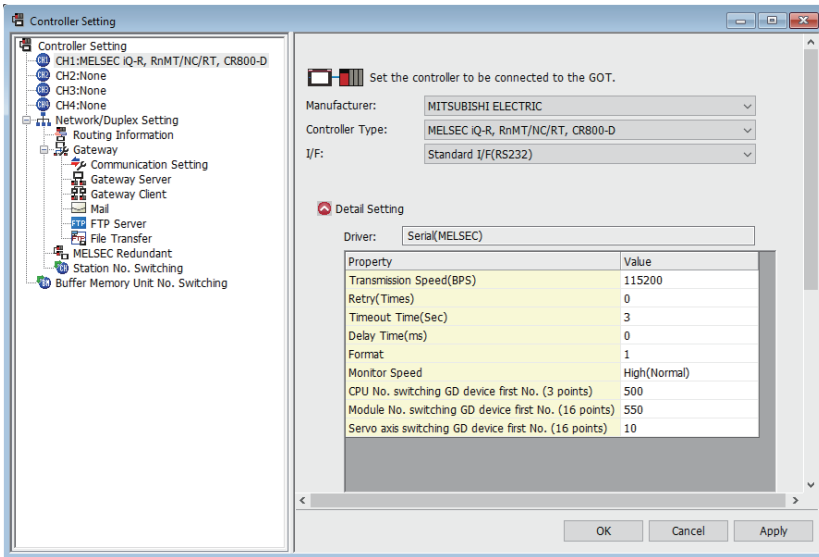 Controller Setting
Controller Setting
CH1:MELSEC iQ-R, RnMT/NC/RT, CR800-D
CH2:None
CH3:None
CH4:None
Network/Duplex Setting
Routing Information
Gateway
Communication Setting
Gateway Server
Gateway Client
Mail
FTP Server
File Transfer
MELSEC Redundant
Station No. Switching
Buffer Memory Unit No. Switching
Set the controller to be connected to the GOT.
Manufacturer: MITSUBISHI ELECTRIC
Controller Type: MELSEC iQ-R, RnMT/NC/RT, CR800-D
I/F: Standard I/F(RS232)
Detail Setting
Driver: Serial(MELSEC)
Property Value
Transmission Speed(BPS) 115200
Retry(Times) 0
Timeout Time(Sec) 3
Delay Time(ms) 0
Format 1
Monitor Speed High(Normal)
CPU No. switching GD device first No. (3 points) 500
Module No. switching GD device first No. (16 points) 550
Servo axis switching GD device first No. (16 points) 10
OK Cancel Apply